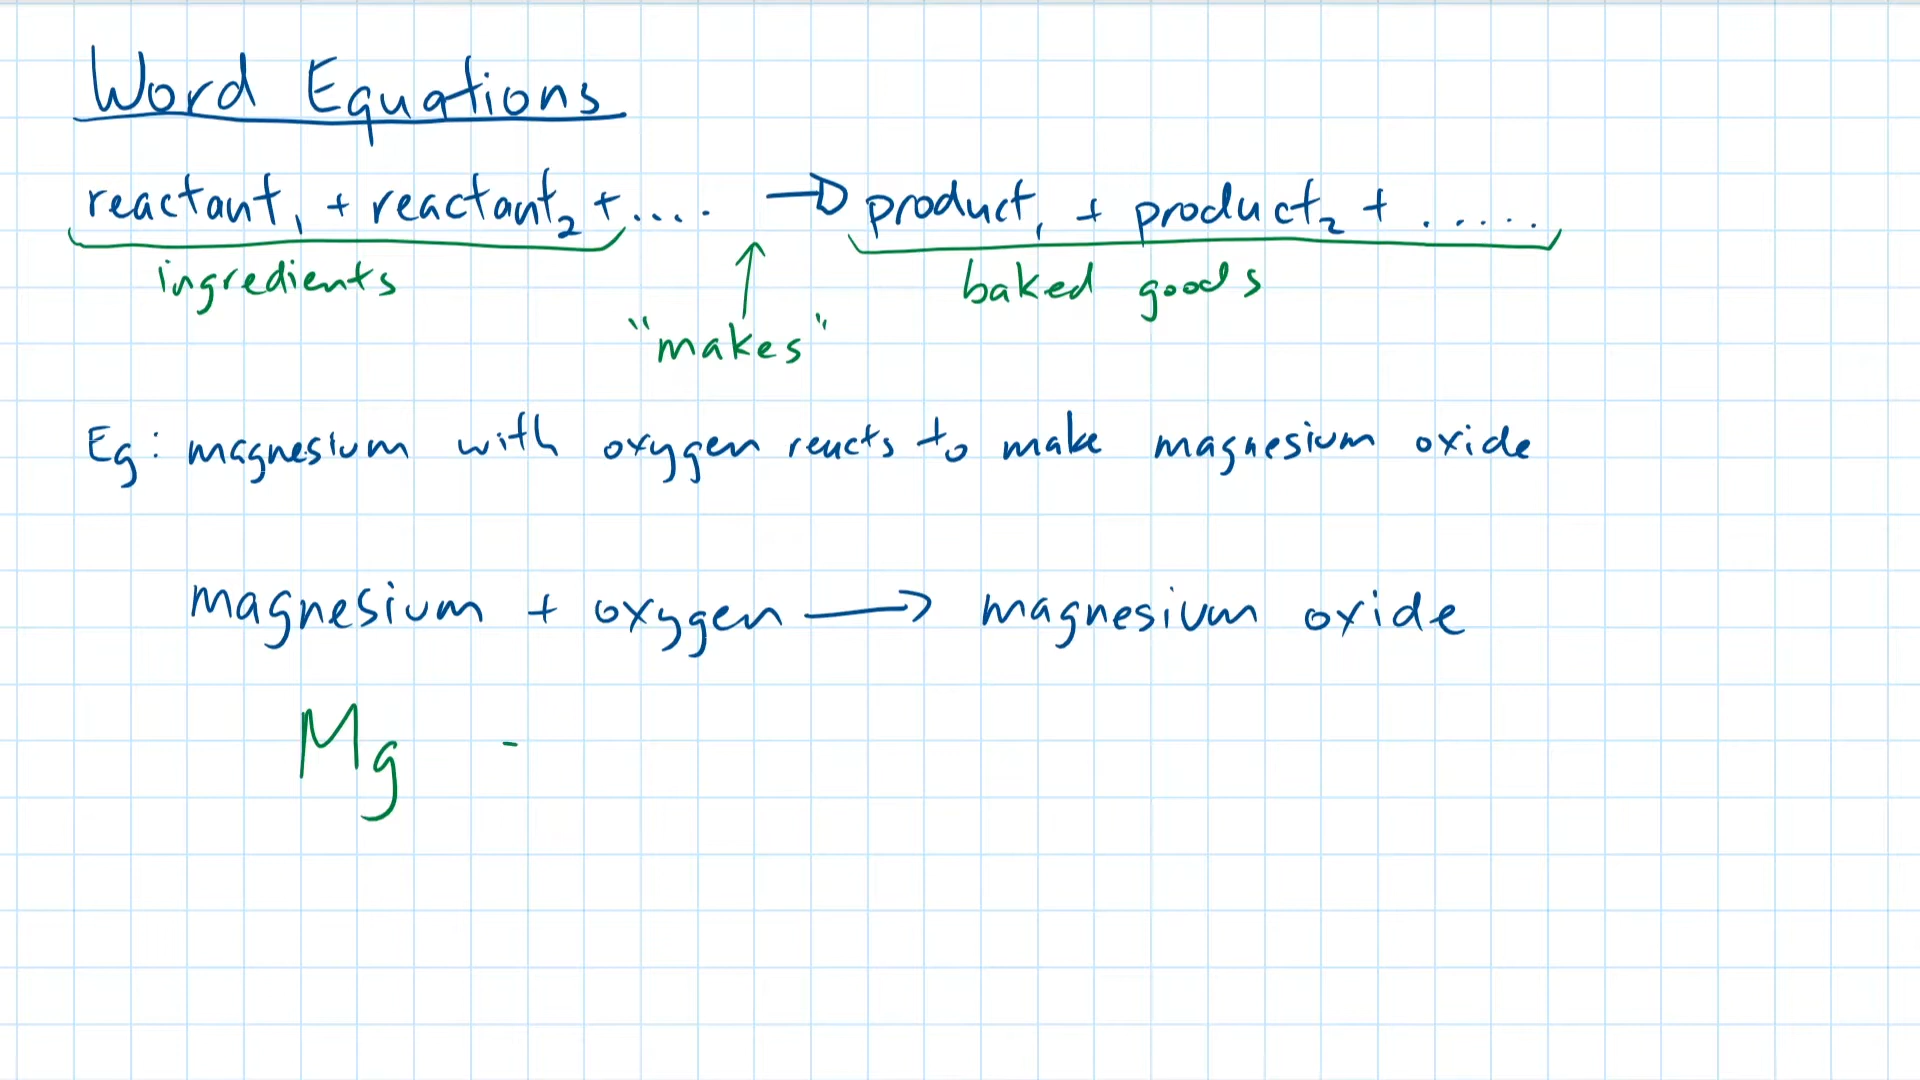 Word Equations
reactant₁ + reactant₂ + .... → product₁ + product₂ + .....
ingredients
baked goods
"makes"
Eg: magnesium with oxygen reacts to make magnesium oxide
magnesium + oxygen → magnesium oxide
Mg -